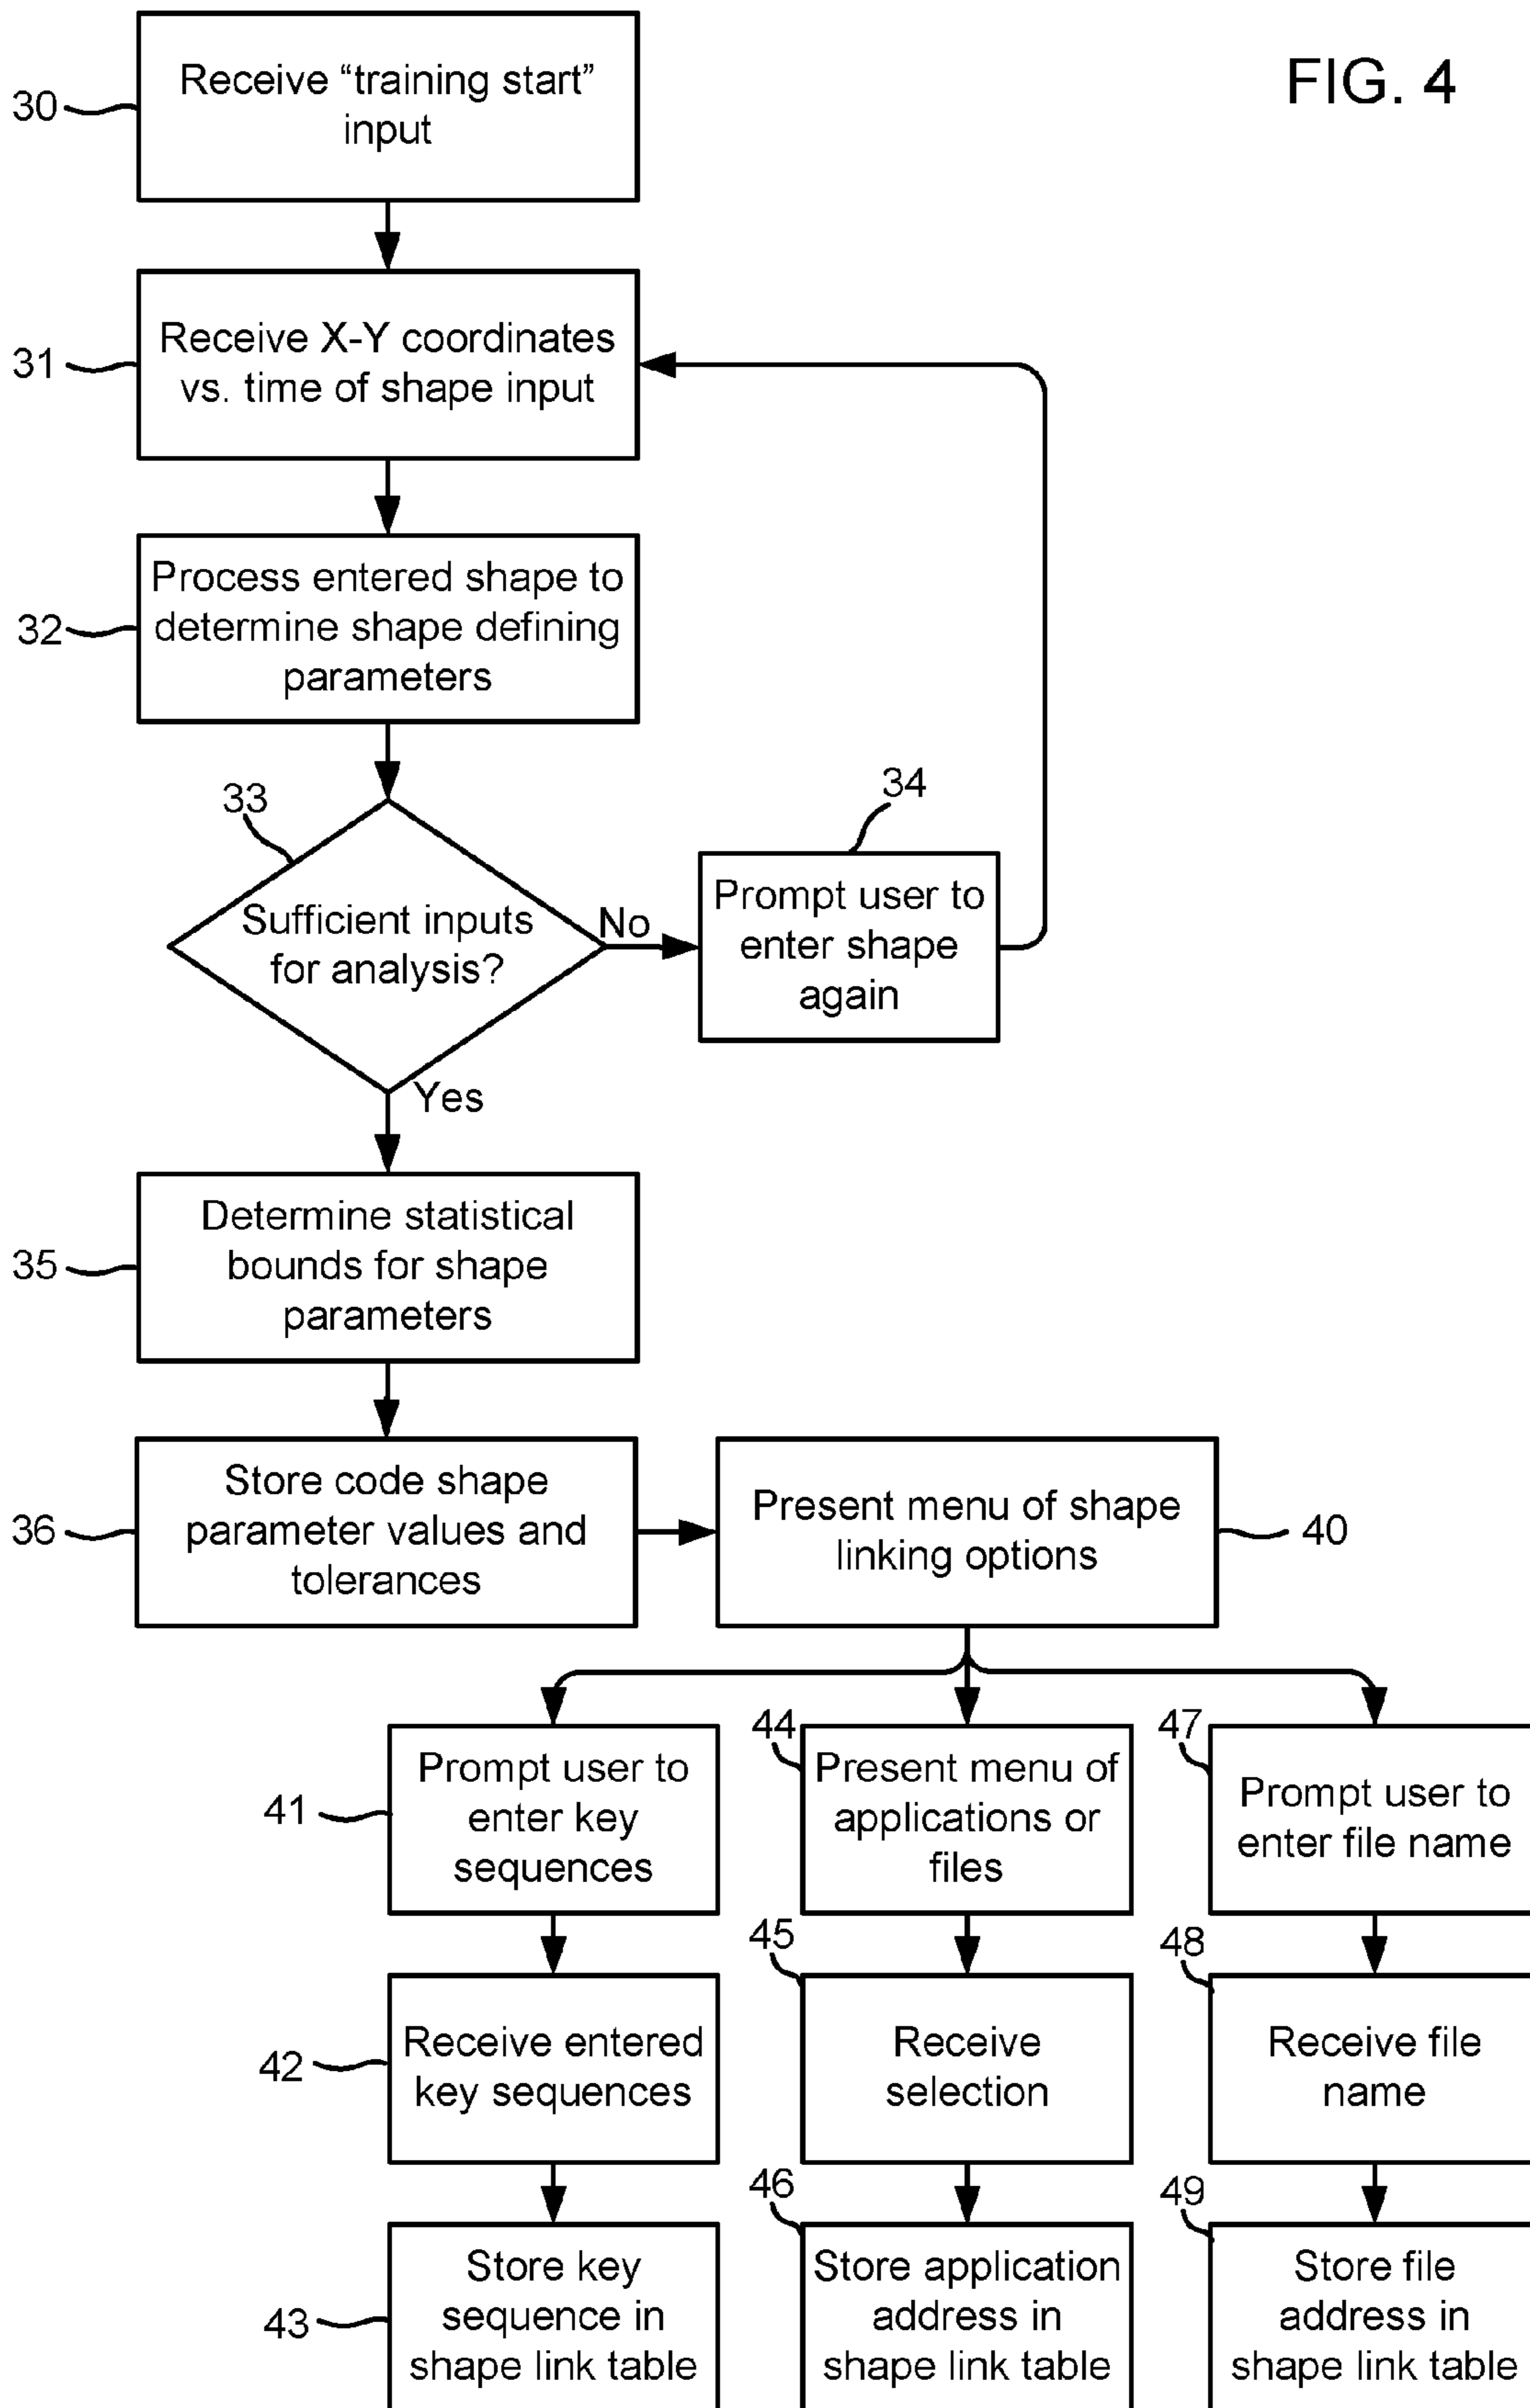 FIG. 4
30
Receive “training start”
input
31
Receive X-Y coordinates
vs. time of shape input
32
Process entered shape to
determine shape defining
parameters
33
Sufficient inputs
for analysis?
No
Yes
34
Prompt user to
enter shape
again
35
Determine statistical
bounds for shape
parameters
36
Store code shape
parameter values and
tolerances
Present menu of shape
linking options
40
41
Prompt user to
enter key
sequences
44
Present menu of
applications or
files
47
Prompt user to
enter file name
42
Receive entered
key sequences
45
Receive
selection
48
Receive file
name
43
Store key
sequence in
shape link table
46
Store application
address in
shape link table
49
Store file
address in
shape link table